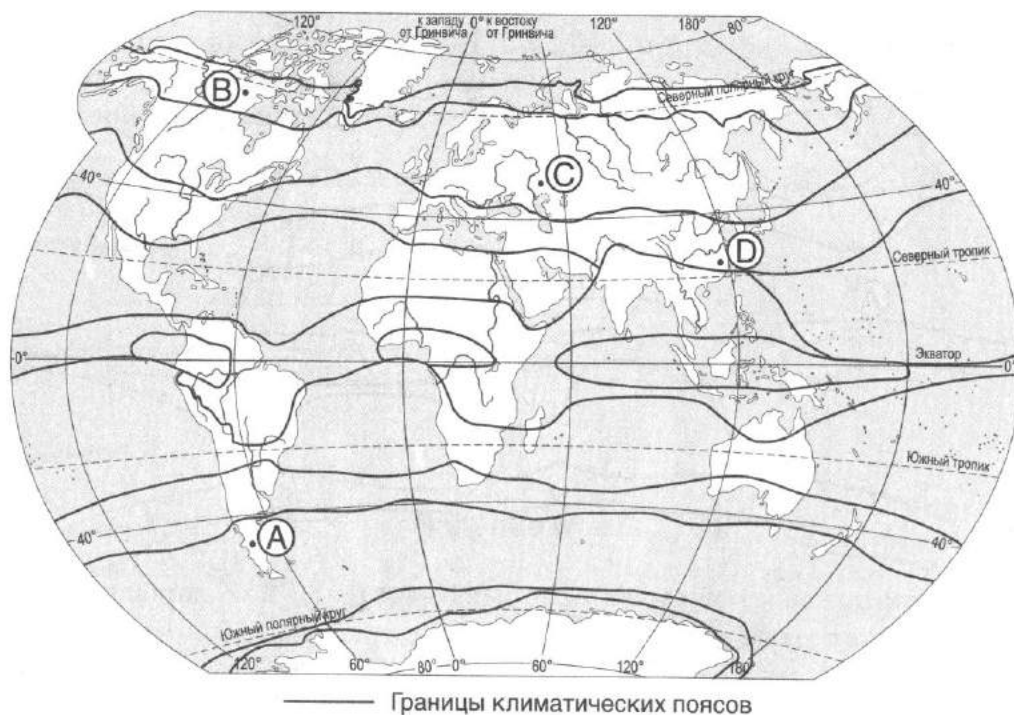 к западу 0° к востоку
от Гринвича от Гринвича
120° 120° 180° 80°
Северный полярный круг
B
C
40° 40°
D
Северный тропик
Экватор
0° 0°
Южный тропик
40° 40°
A
Южный полярный круг
120° 60° 80° 0° 60° 120° 180°
Границы климатических поясов